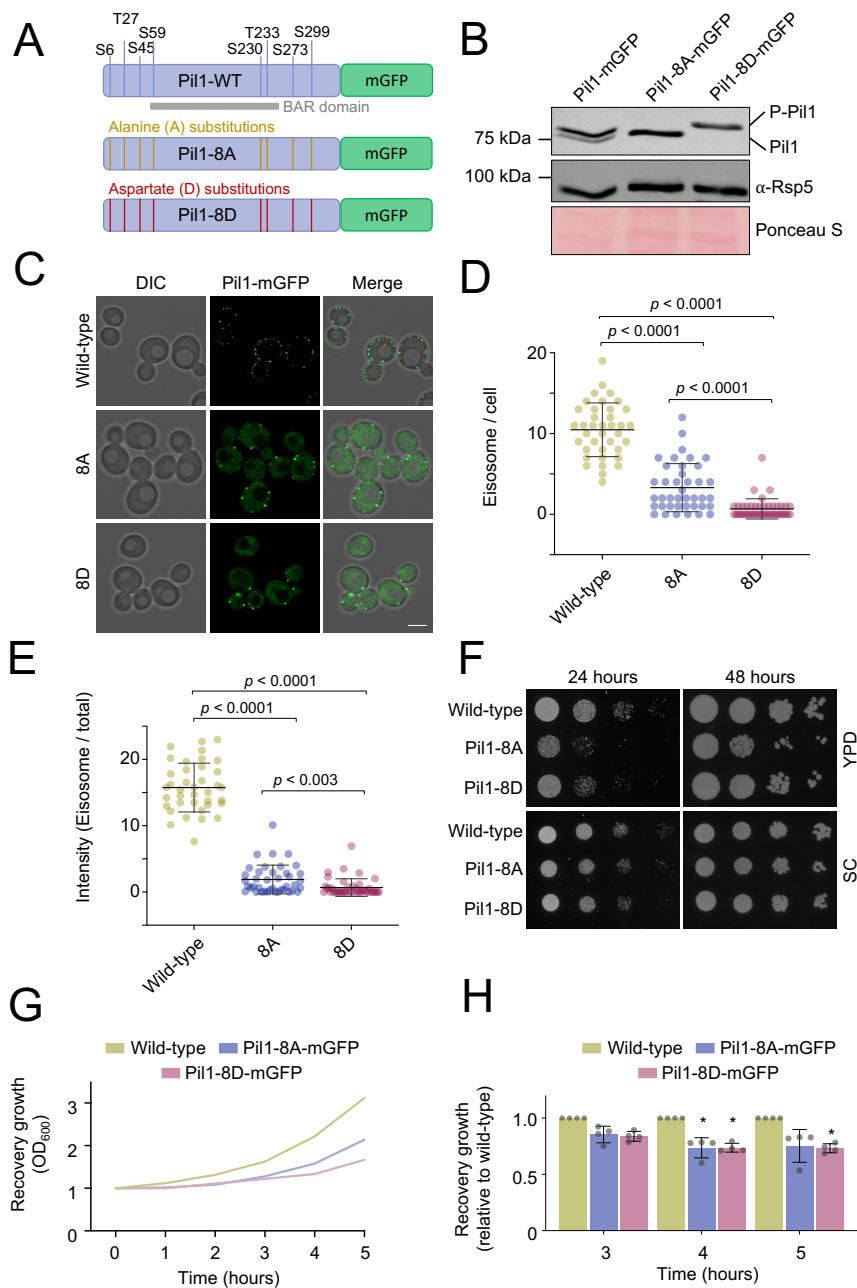 A
T27
S59
T233
S299
S6
S45
S230
S273
Pil1-WT
mGFP
BAR domain
Alanine (A) substitutions
Pil1-8A
mGFP
Aspartate (D) substitutions
Pil1-8D
mGFP
B
Pil1-mGFP
Pil1-8A-mGFP
Pil1-8D-mGFP
P-Pil1
75 kDa
Pil1
100 kDa
α-Rsp5
Ponceau S
C
DIC
Pil1-mGFP
Merge
Wild-type
8A
8D
D
p < 0.0001
p < 0.0001
p < 0.0001
Eisosome / cell
20
10
0
Wild-type
8A
8D
E
p < 0.0001
p < 0.0001
p < 0.003
Intensity (Eisosome / total)
20
10
0
Wild-type
8A
8D
F
24 hours
48 hours
Wild-type
Pil1-8A
Pil1-8D
YPD
Wild-type
Pil1-8A
Pil1-8D
SC
G
Wild-type
Pil1-8A-mGFP
Pil1-8D-mGFP
Recovery growth
(OD600)
3
2
1
0
0
1
2
3
4
5
Time (hours)
H
Wild-type
Pil1-8A-mGFP
Pil1-8D-mGFP
Recovery growth
(relative to wild-type)
1.0
0.5
0
* *
*
3
4
5
Time (hours)